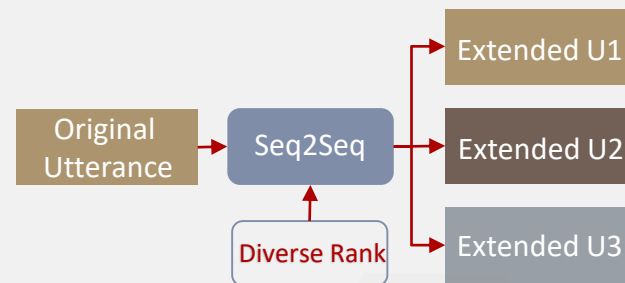 Original
Utterance
Seq2Seq
Diverse Rank
Extended U1
Extended U2
Extended U3